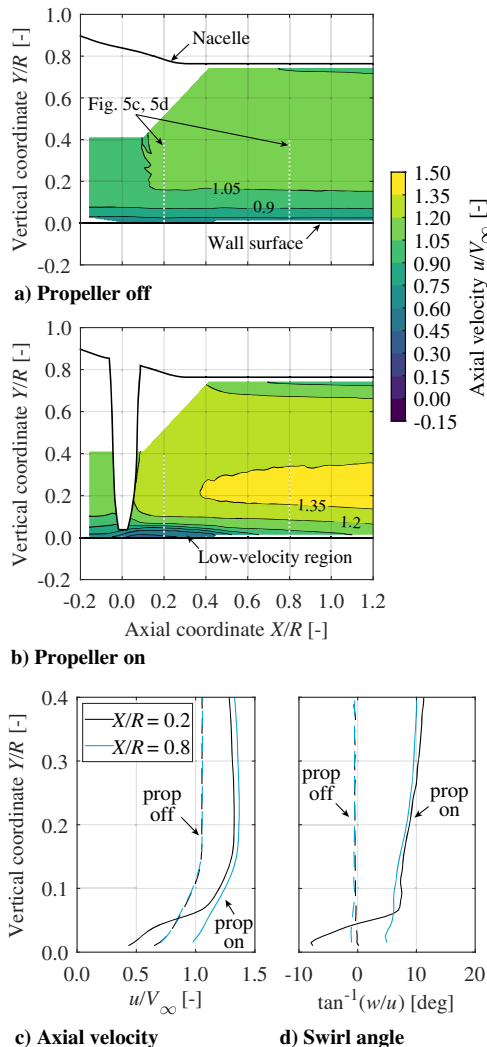 1.0
0.8
0.6
0.4
0.2
0.0
-0.2
Vertical coordinate Y/R [-]
Nacelle
Fig. 5c, 5d
1.05
0.9
Wall surface
a) Propeller off
1.50
1.35
1.20
1.05
0.90
0.75
0.60
0.45
0.30
0.15
0.00
-0.15
Axial velocity u/V∞ [-]
1.0
0.8
0.6
0.4
0.2
0.0
-0.2
Vertical coordinate Y/R [-]
1.35
1.2
Low-velocity region
-0.2 0.0 0.2 0.4 0.6 0.8 1.0 1.2
Axial coordinate X/R [-]
b) Propeller on
0.4
0.3
0.2
0.1
0.0
Vertical coordinate Y/R [-]
X/R = 0.2
X/R = 0.8
prop
off
prop
on
0.0 0.5 1.0 1.5
u/V∞ [-]
c) Axial velocity
prop
off
prop
on
-10 0 10 20
tan⁻¹(w/u) [deg]
d) Swirl angle